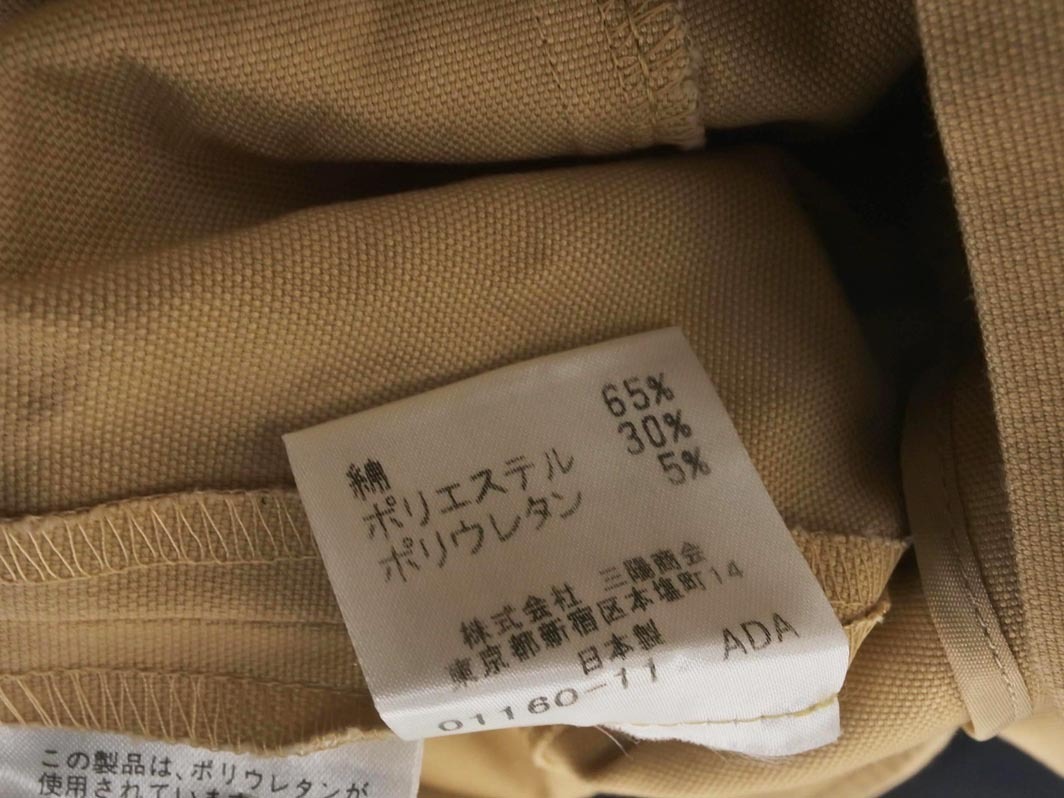 綿 65%
ポリエステル 30%
ポリウレタン 5%
株式会社 三陽商会
東京都新宿区本塩町14
日本製 ADA
01160-11
この製品は、ポリウレタンが
使用されています